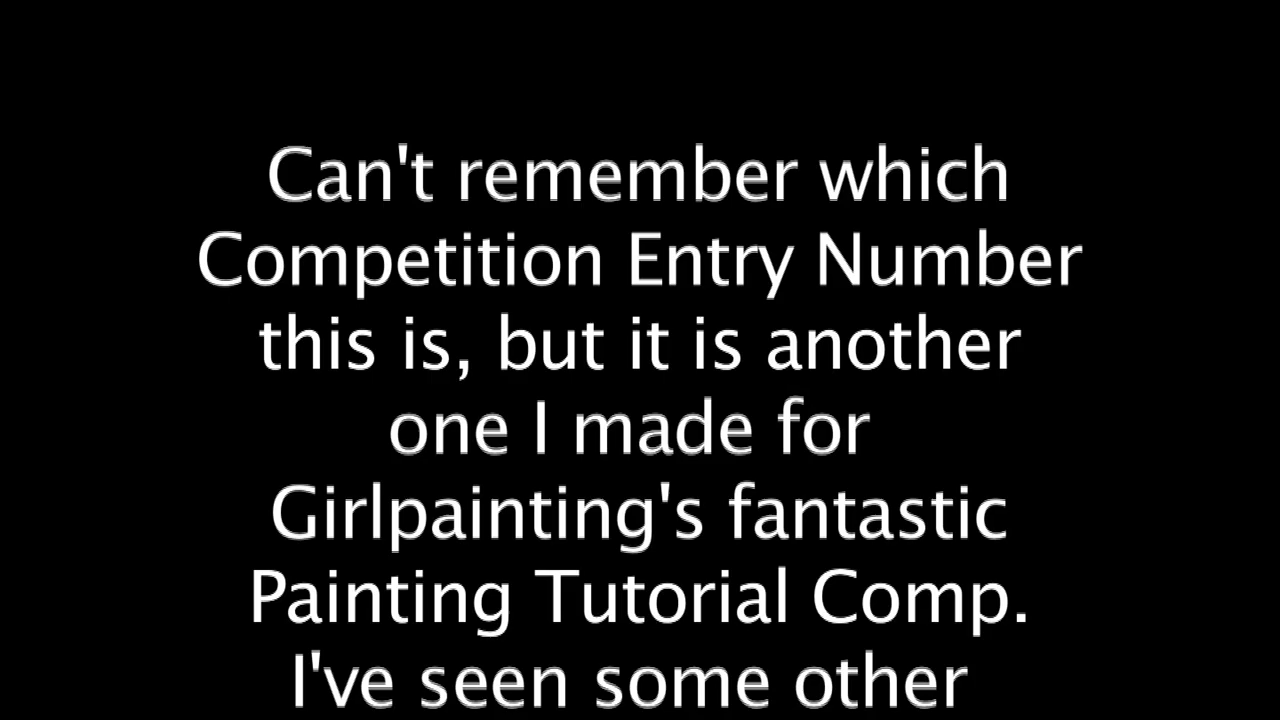 Can't remember which
Competition Entry Number
this is, but it is another
one I made for
Girlpainting's fantastic
Painting Tutorial Comp.
I've seen some other